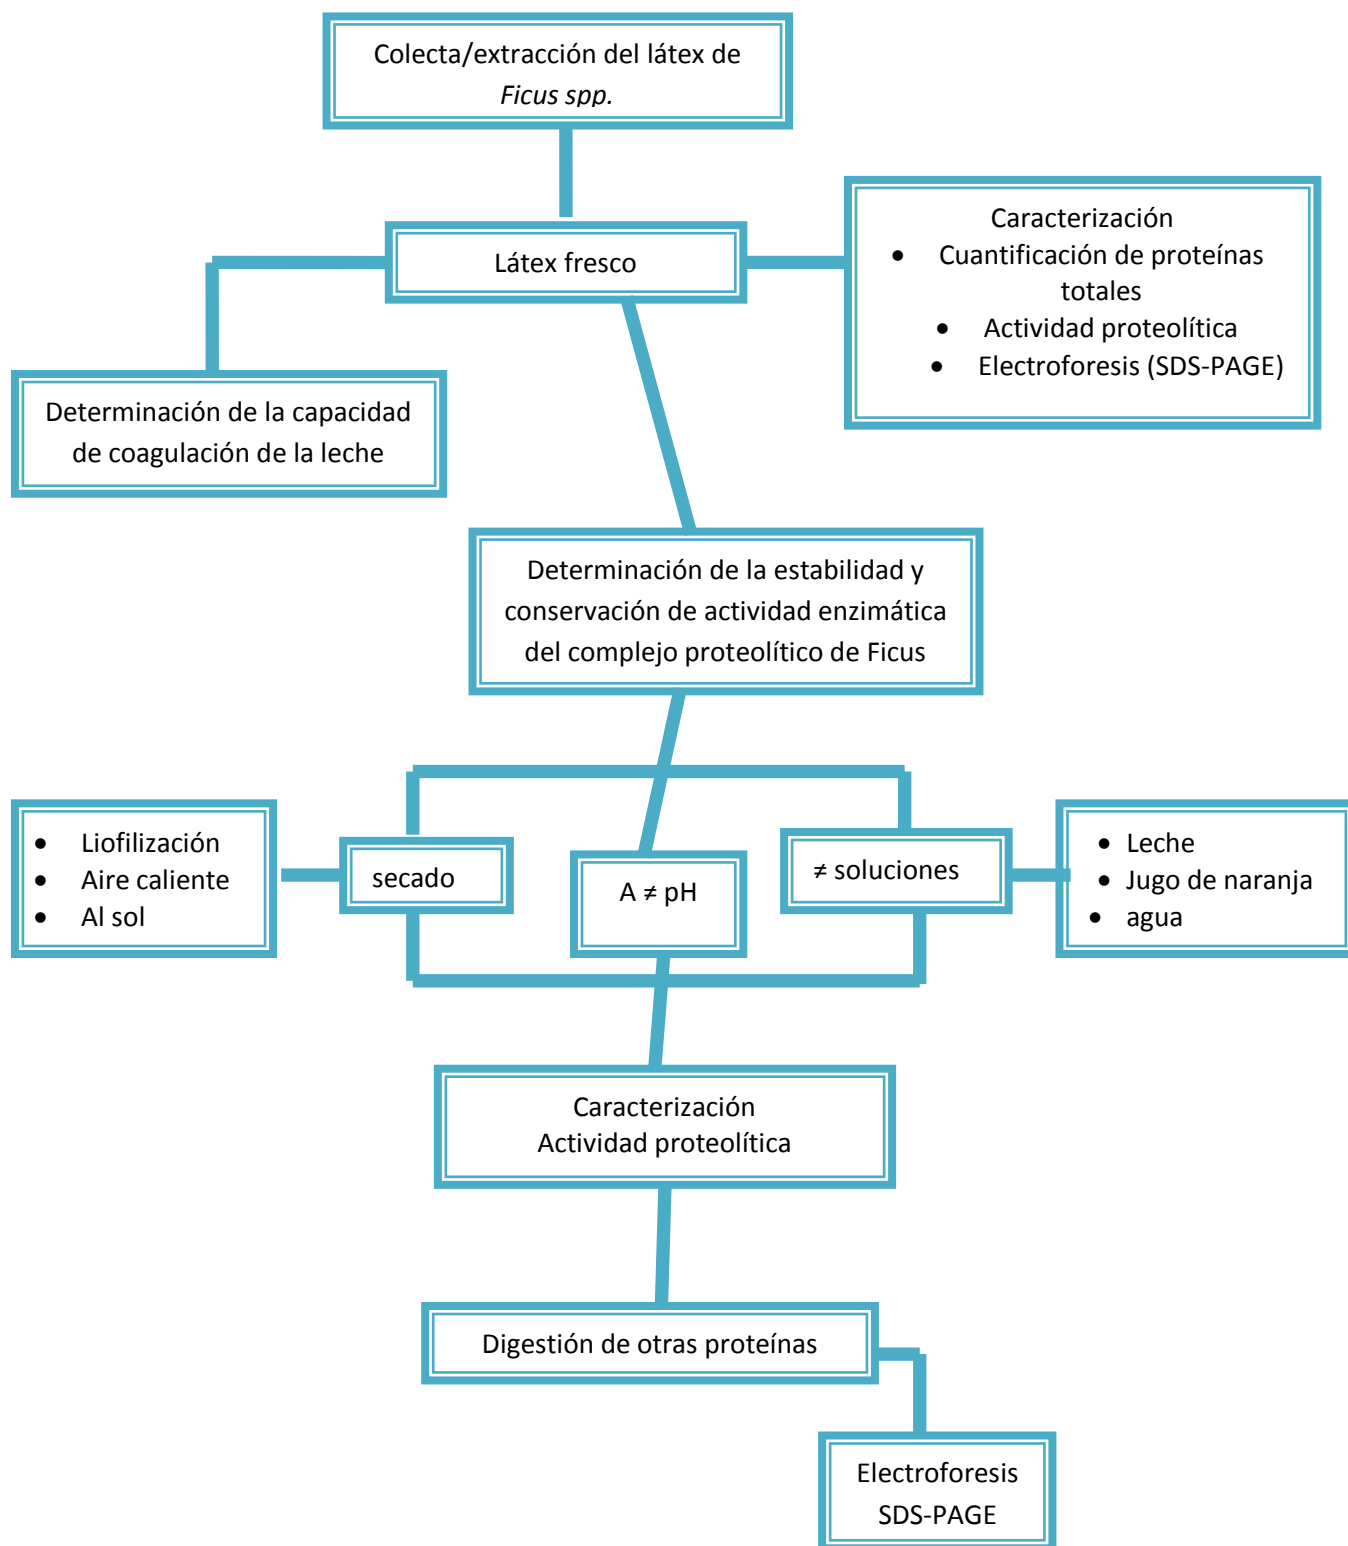 Colecta/extracción del látex de
Ficus spp.
Látex fresco
Caracterización
• Cuantificación de proteínas
totales
• Actividad proteolítica
• Electroforesis (SDS-PAGE)
Determinación de la capacidad
de coagulación de la leche
Determinación de la estabilidad y
conservación de actividad enzimática
del complejo proteolítico de Ficus
• Liofilización
• Aire caliente
• Al sol
secado
A ≠ pH
≠ soluciones
• Leche
• Jugo de naranja
• agua
Caracterización
Actividad proteolítica
Digestión de otras proteínas
Electroforesis
SDS-PAGE